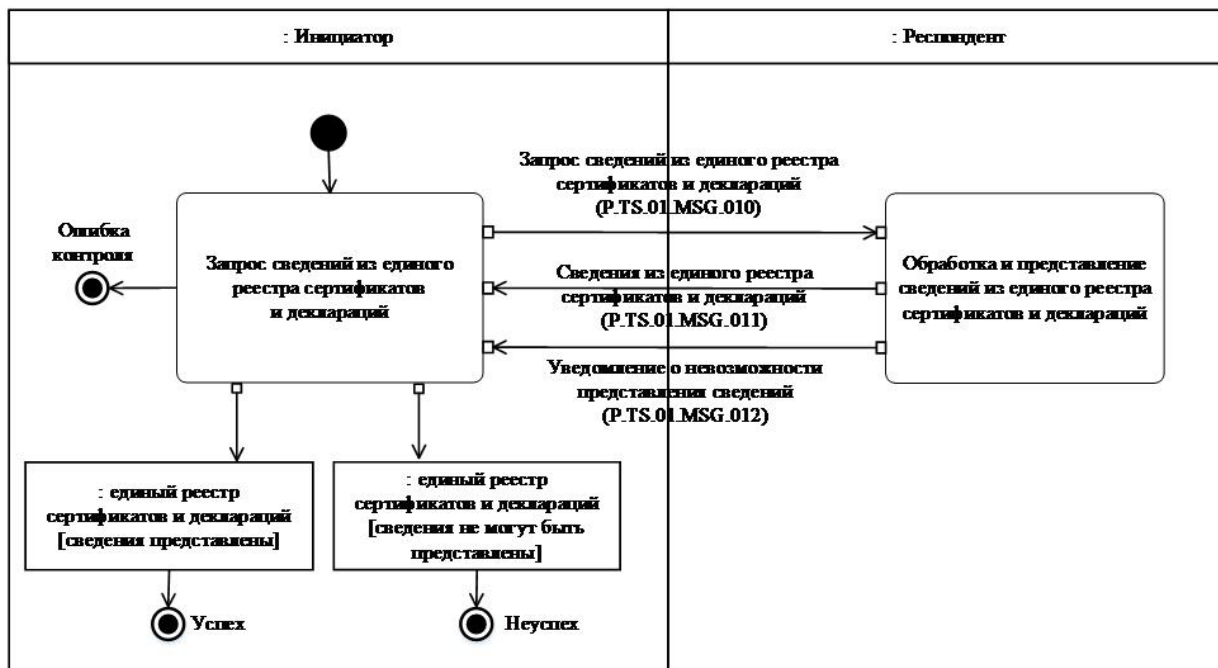 : Инициатор
: Респондент
Запрос сведений из единого реестра
сертификатов и деклараций
(P.TS.01.MSG.010)
Ошибка
контроля
Запрос сведений из единого
реестра сертификатов
и деклараций
Сведения из единого реестра
сертификатов и деклараций
(P.TS.01.MSG.011)
Обработка и представление
сведений из единого реестра
сертификатов и деклараций
Уведомление о невозможности
представления сведений
(P.TS.01.MSG.012)
: единый реестр
сертификатов и деклараций
[сведения представлены]
: единый реестр
сертификатов и деклараций
[сведения не могут быть
представлены]
Успех
Неуспех